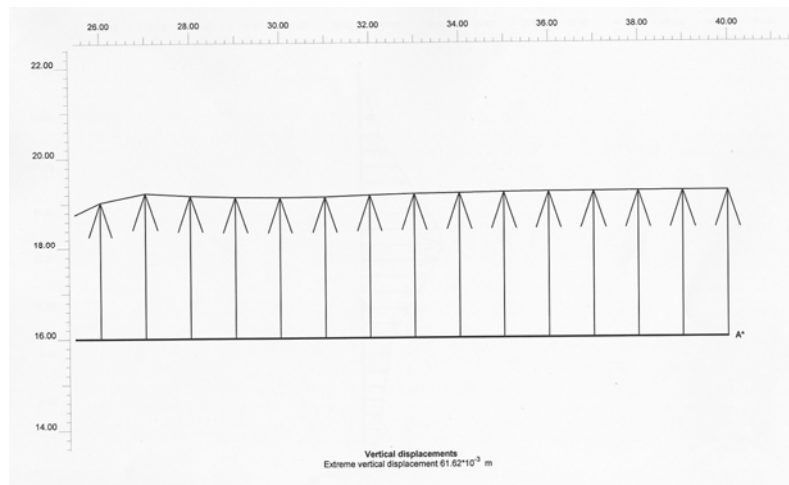 26.00 28.00 30.00 32.00 34.00 36.00 38.00 40.00
22.00
20.00
18.00
16.00
A*
14.00
Vertical displacements
Extreme vertical displacement 61.62*10⁻³ m